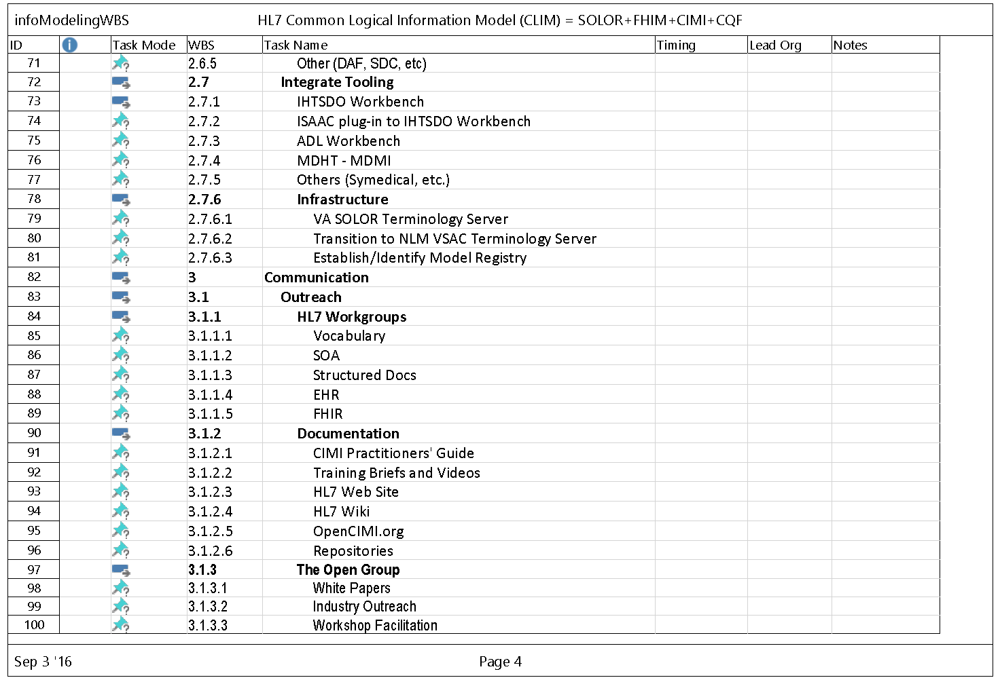 infoModelingWBS HL7 Common Logical Information Model (CLIM) = SOLOR+FHIM+CIMI+CQF
ID i Task Mode WBS Task Name Timing Lead Org Notes
71 2.6.5 Other (DAF, SDC, etc)
72 2.7 Integrate Tooling
73 2.7.1 IHTSDO Workbench
74 2.7.2 ISAAC plug-in to IHTSDO Workbench
75 2.7.3 ADL Workbench
76 2.7.4 MDHT - MDMI
77 2.7.5 Others (Symedical, etc.)
78 2.7.6 Infrastructure
79 2.7.6.1 VA SOLOR Terminology Server
80 2.7.6.2 Transition to NLM VSAC Terminology Server
81 2.7.6.3 Establish/Identify Model Registry
82 3 Communication
83 3.1 Outreach
84 3.1.1 HL7 Workgroups
85 3.1.1.1 Vocabulary
86 3.1.1.2 SOA
87 3.1.1.3 Structured Docs
88 3.1.1.4 EHR
89 3.1.1.5 FHIR
90 3.1.2 Documentation
91 3.1.2.1 CIMI Practitioners' Guide
92 3.1.2.2 Training Briefs and Videos
93 3.1.2.3 HL7 Web Site
94 3.1.2.4 HL7 Wiki
95 3.1.2.5 OpenCIMI.org
96 3.1.2.6 Repositories
97 3.1.3 The Open Group
98 3.1.3.1 White Papers
99 3.1.3.2 Industry Outreach
100 3.1.3.3 Workshop Facilitation
Sep 3 '16 Page 4